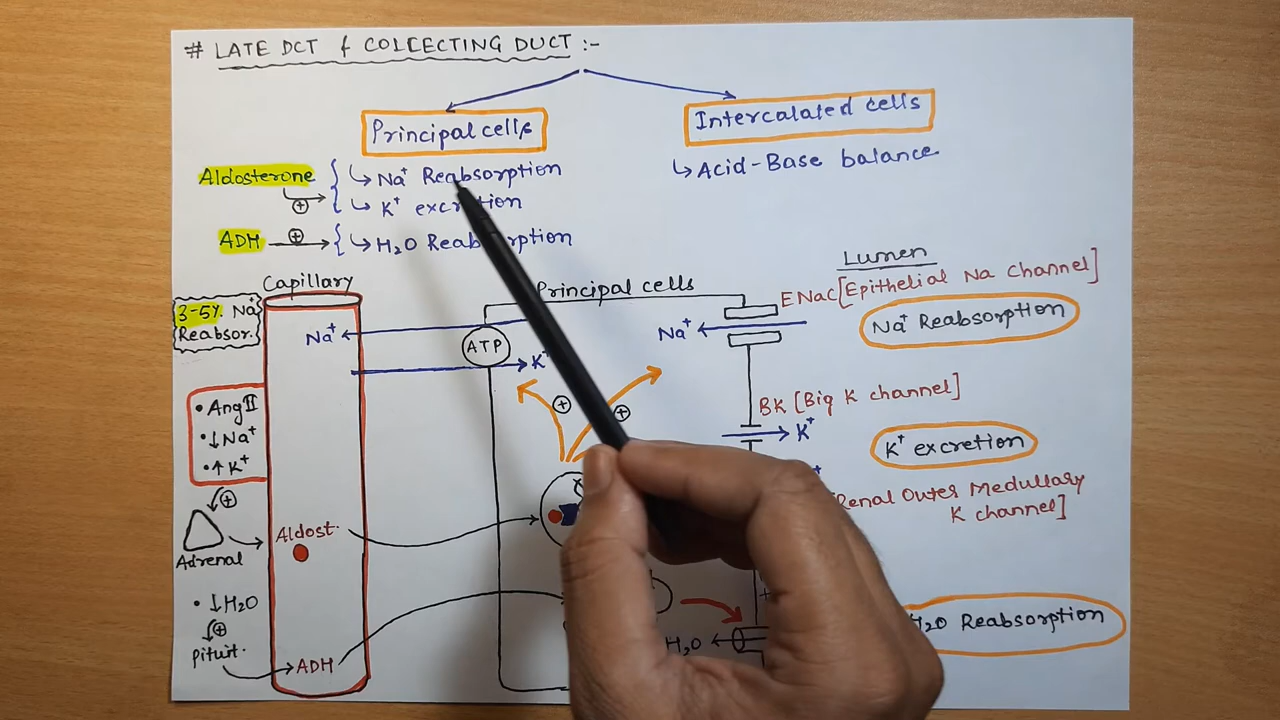 # LATE DCT & COLLECTING DUCT :-
Principal cells
Intercalated cells
Aldosterone
⊕
↳ Na⁺ Reabsorption
↳ K⁺ excretion
↳ Acid-Base balance
ADH
⊕
↳ H₂O Reabsorption
Lumen
Capillary
Principal cells
ENaC [Epithelial Na Channel]
3-5% Na⁺
Reabsor.
Na⁺
ATP
K⁺
Na⁺
Na⁺ Reabsorption
• Ang II
• ↓Na⁺
• ↑K⁺
⊕
Adrenal
⊕
⊕
BK [Big K channel]
K⁺
K⁺ excretion
Renal Outer Medullary
K channel]
Aldost.
• ↓H₂O
⊕
Pituit.
ADH
H₂O
H₂O Reabsorption